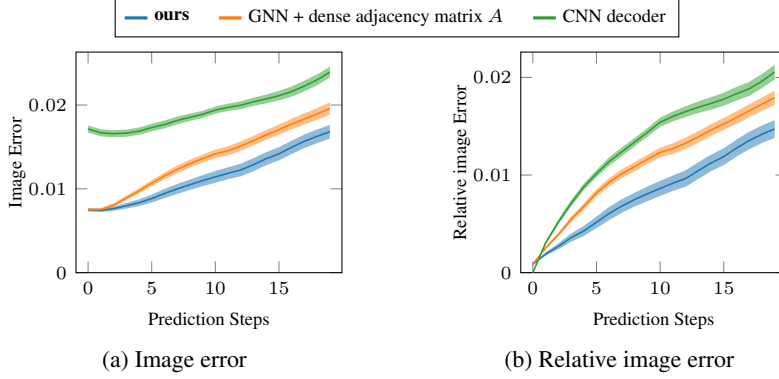 ours GNN + dense adjacency matrix A CNN decoder
0.02
0.01
0
Image Error
0 5 10 15
Prediction Steps
(a) Image error
0.02
0.01
0
Relative image Error
0 5 10 15
Prediction Steps
(b) Relative image error